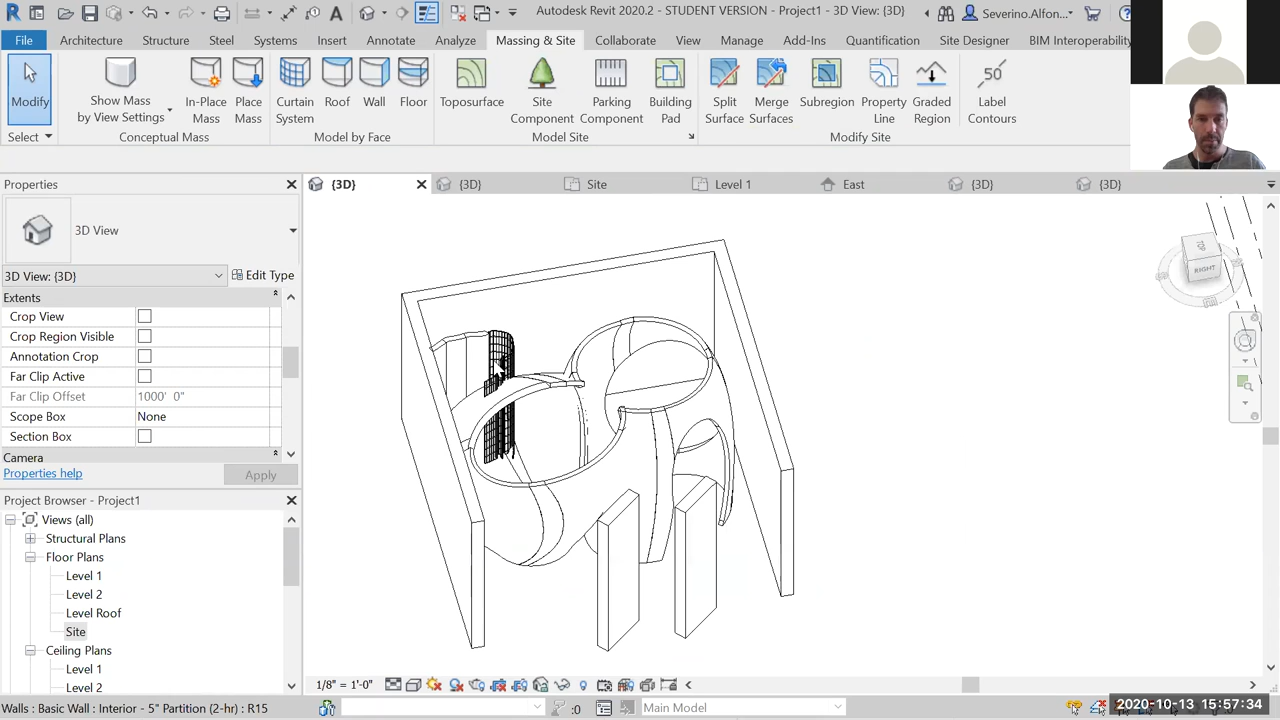 Autodesk Revit 2020.2 - STUDENT VERSION - Project1 - 3D View: {3D}
Severino.Alfon...
File Architecture Structure Steel Systems Insert Annotate Analyze Massing & Site Collaborate View Manage Add-Ins Quantification Site Designer BIM Interoperability
Modify
Show Mass
by View Settings
In-Place
Mass
Place
Mass
Curtain
System
Roof
Wall
Floor
Toposurface
Site
Component
Parking
Component
Building
Pad
Split
Surface
Merge
Surfaces
Subregion
Property
Line
Graded
Region
50
Label
Contours
Select
Conceptual Mass
Model by Face
Model Site
Modify Site
Properties
{3D} {3D} Site Level 1 East {3D} {3D}
3D View
3D View: {3D}
Edit Type
Extents
Crop View
Crop Region Visible
Annotation Crop
Far Clip Active
Far Clip Offset 1000' 0"
Scope Box None
Section Box
Camera
Properties help
Apply
RIGHT
Project Browser - Project1
Views (all)
Structural Plans
Floor Plans
Level 1
Level 2
Level Roof
Site
Ceiling Plans
Level 1
Level 2
1/8" = 1'-0"
Walls : Basic Wall : Interior - 5" Partition (2-hr) : R15
:0
Main Model
2020-10-13 15:57:34